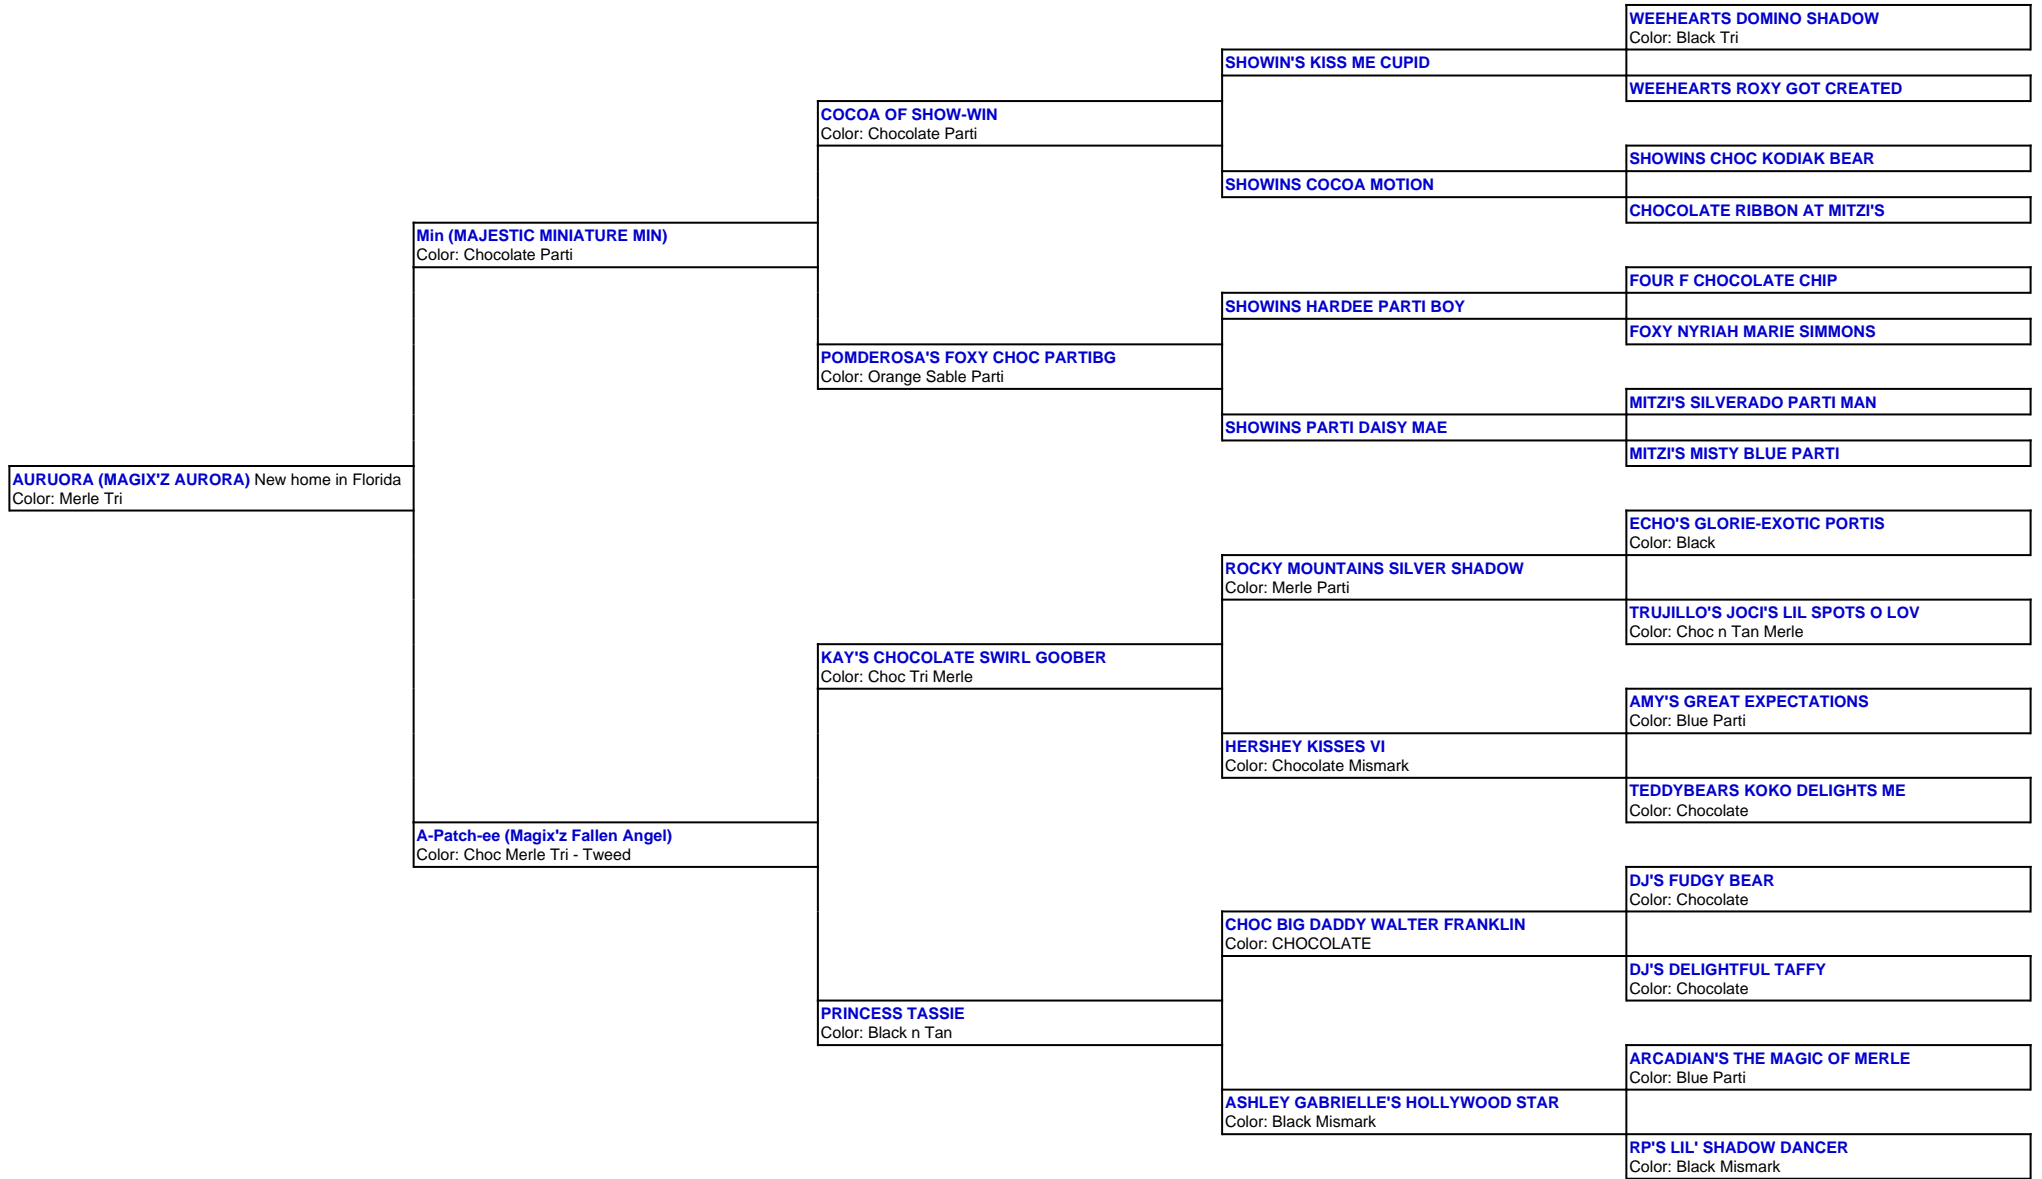 WEEHEARTS DOMINO SHADOW
Color: Black Tri
SHOWIN'S KISS ME CUPID
WEEHEARTS ROXY GOT CREATED
COCOA OF SHOW-WIN
Color: Chocolate Parti
SHOWINS CHOC KODIAK BEAR
SHOWINS COCOA MOTION
CHOCOLATE RIBBON AT MITZI'S
Min (MAJESTIC MINIATURE MIN)
Color: Chocolate Parti
FOUR F CHOCOLATE CHIP
SHOWINS HARDEE PARTI BOY
FOXY NYRIAH MARIE SIMMONS
POMDEROSA'S FOXY CHOC PARTIBG
Color: Orange Sable Parti
MITZI'S SILVERADO PARTI MAN
SHOWINS PARTI DAISY MAE
MITZI'S MISTY BLUE PARTI
AURUORA (MAGIX'Z AURORA) New home in Florida
Color: Merle Tri
ECHO'S GLORIE-EXOTIC PORTIS
Color: Black
ROCKY MOUNTAINS SILVER SHADOW
Color: Merle Parti
TRUJILLO'S JOCI'S LIL SPOTS O LOV
Color: Choc n Tan Merle
KAY'S CHOCOLATE SWIRL GOOBER
Color: Choc Tri Merle
AMY'S GREAT EXPECTATIONS
Color: Blue Parti
HERSHEY KISSES VI
Color: Chocolate Mismark
TEDDYBEARS KOKO DELIGHTS ME
Color: Chocolate
A-Patch-ee (Magix'z Fallen Angel)
Color: Choc Merle Tri - Tweed
DJ'S FUDGY BEAR
Color: Chocolate
CHOC BIG DADDY WALTER FRANKLIN
Color: CHOCOLATE
DJ'S DELIGHTFUL TAFFY
Color: Chocolate
PRINCESS TASSIE
Color: Black n Tan
ARCADIAN'S THE MAGIC OF MERLE
Color: Blue Parti
ASHLEY GABRIELLE'S HOLLYWOOD STAR
Color: Black Mismark
RP'S LIL' SHADOW DANCER
Color: Black Mismark